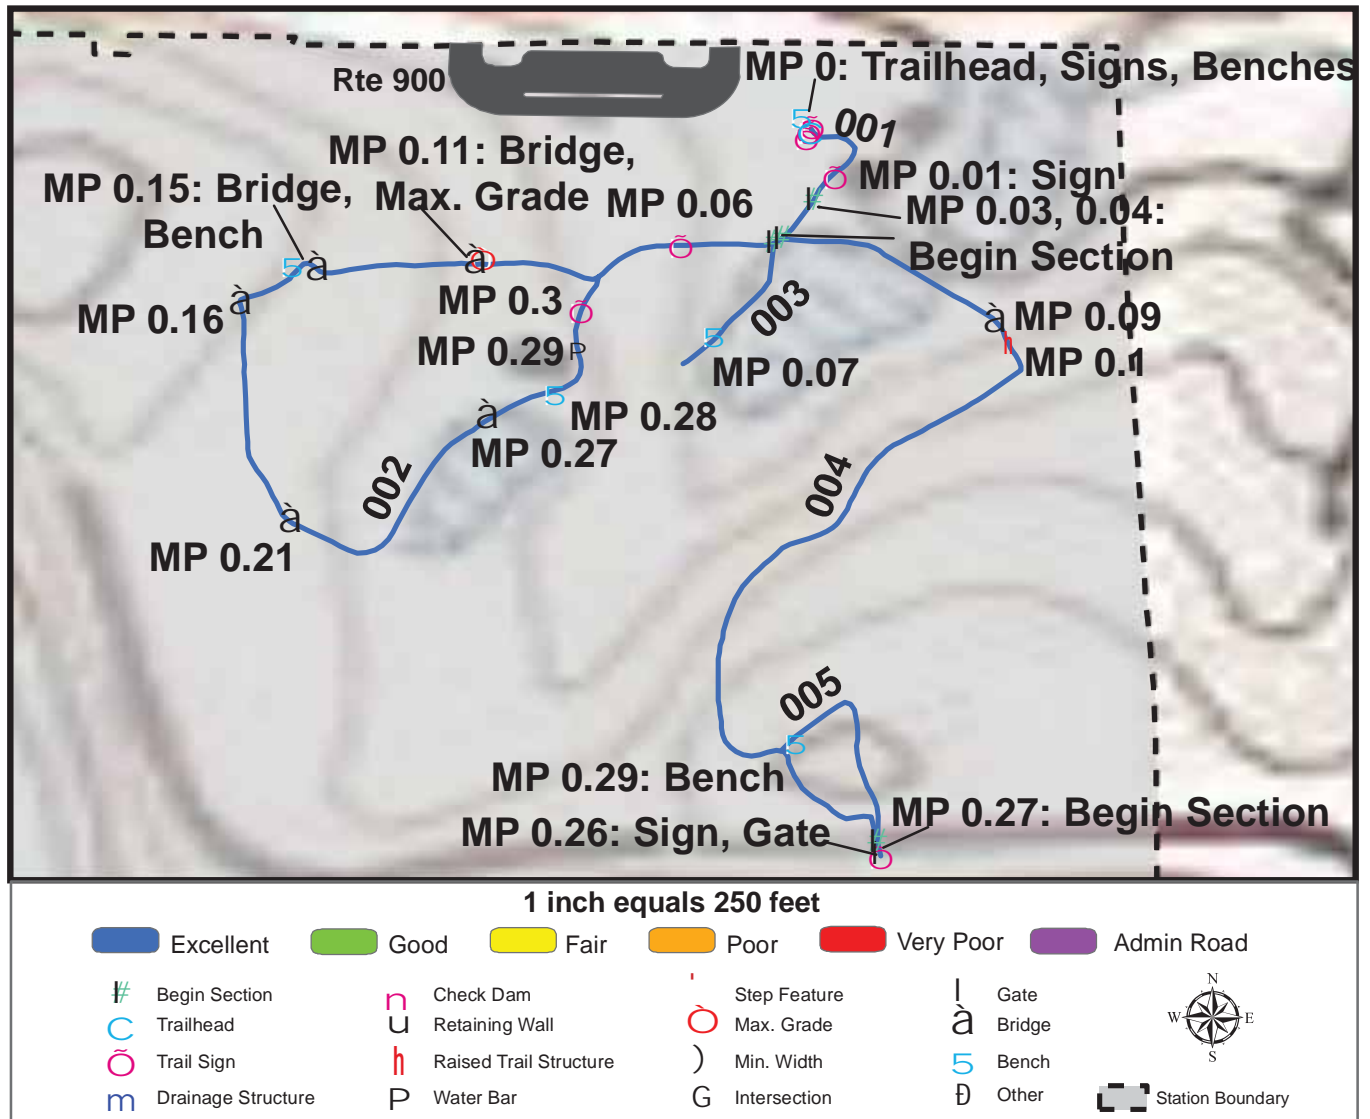 Rte 900
MP 0: Trailhead, Signs, Benches
001
MP 0.11: Bridge,
Max. Grade
MP 0.01: Sign
MP 0.15: Bridge,
Bench
MP 0.06
MP 0.03, 0.04:
Begin Section
MP 0.16
MP 0.3
003
MP 0.09
MP 0.29
MP 0.07
MP 0.1
MP 0.28
MP 0.27
002
004
MP 0.21
005
MP 0.29: Bench
MP 0.27: Begin Section
MP 0.26: Sign, Gate
1 inch equals 250 feet
Excellent
Good
Fair
Poor
Very Poor
Admin Road
# Begin Section
n Check Dam
' Step Feature
l Gate
C Trailhead
u Retaining Wall
Ò Max. Grade
à Bridge
Õ Trail Sign
h Raised Trail Structure
) Min. Width
5 Bench
m Drainage Structure
P Water Bar
G Intersection
Ð Other
Station Boundary
N
W E
S